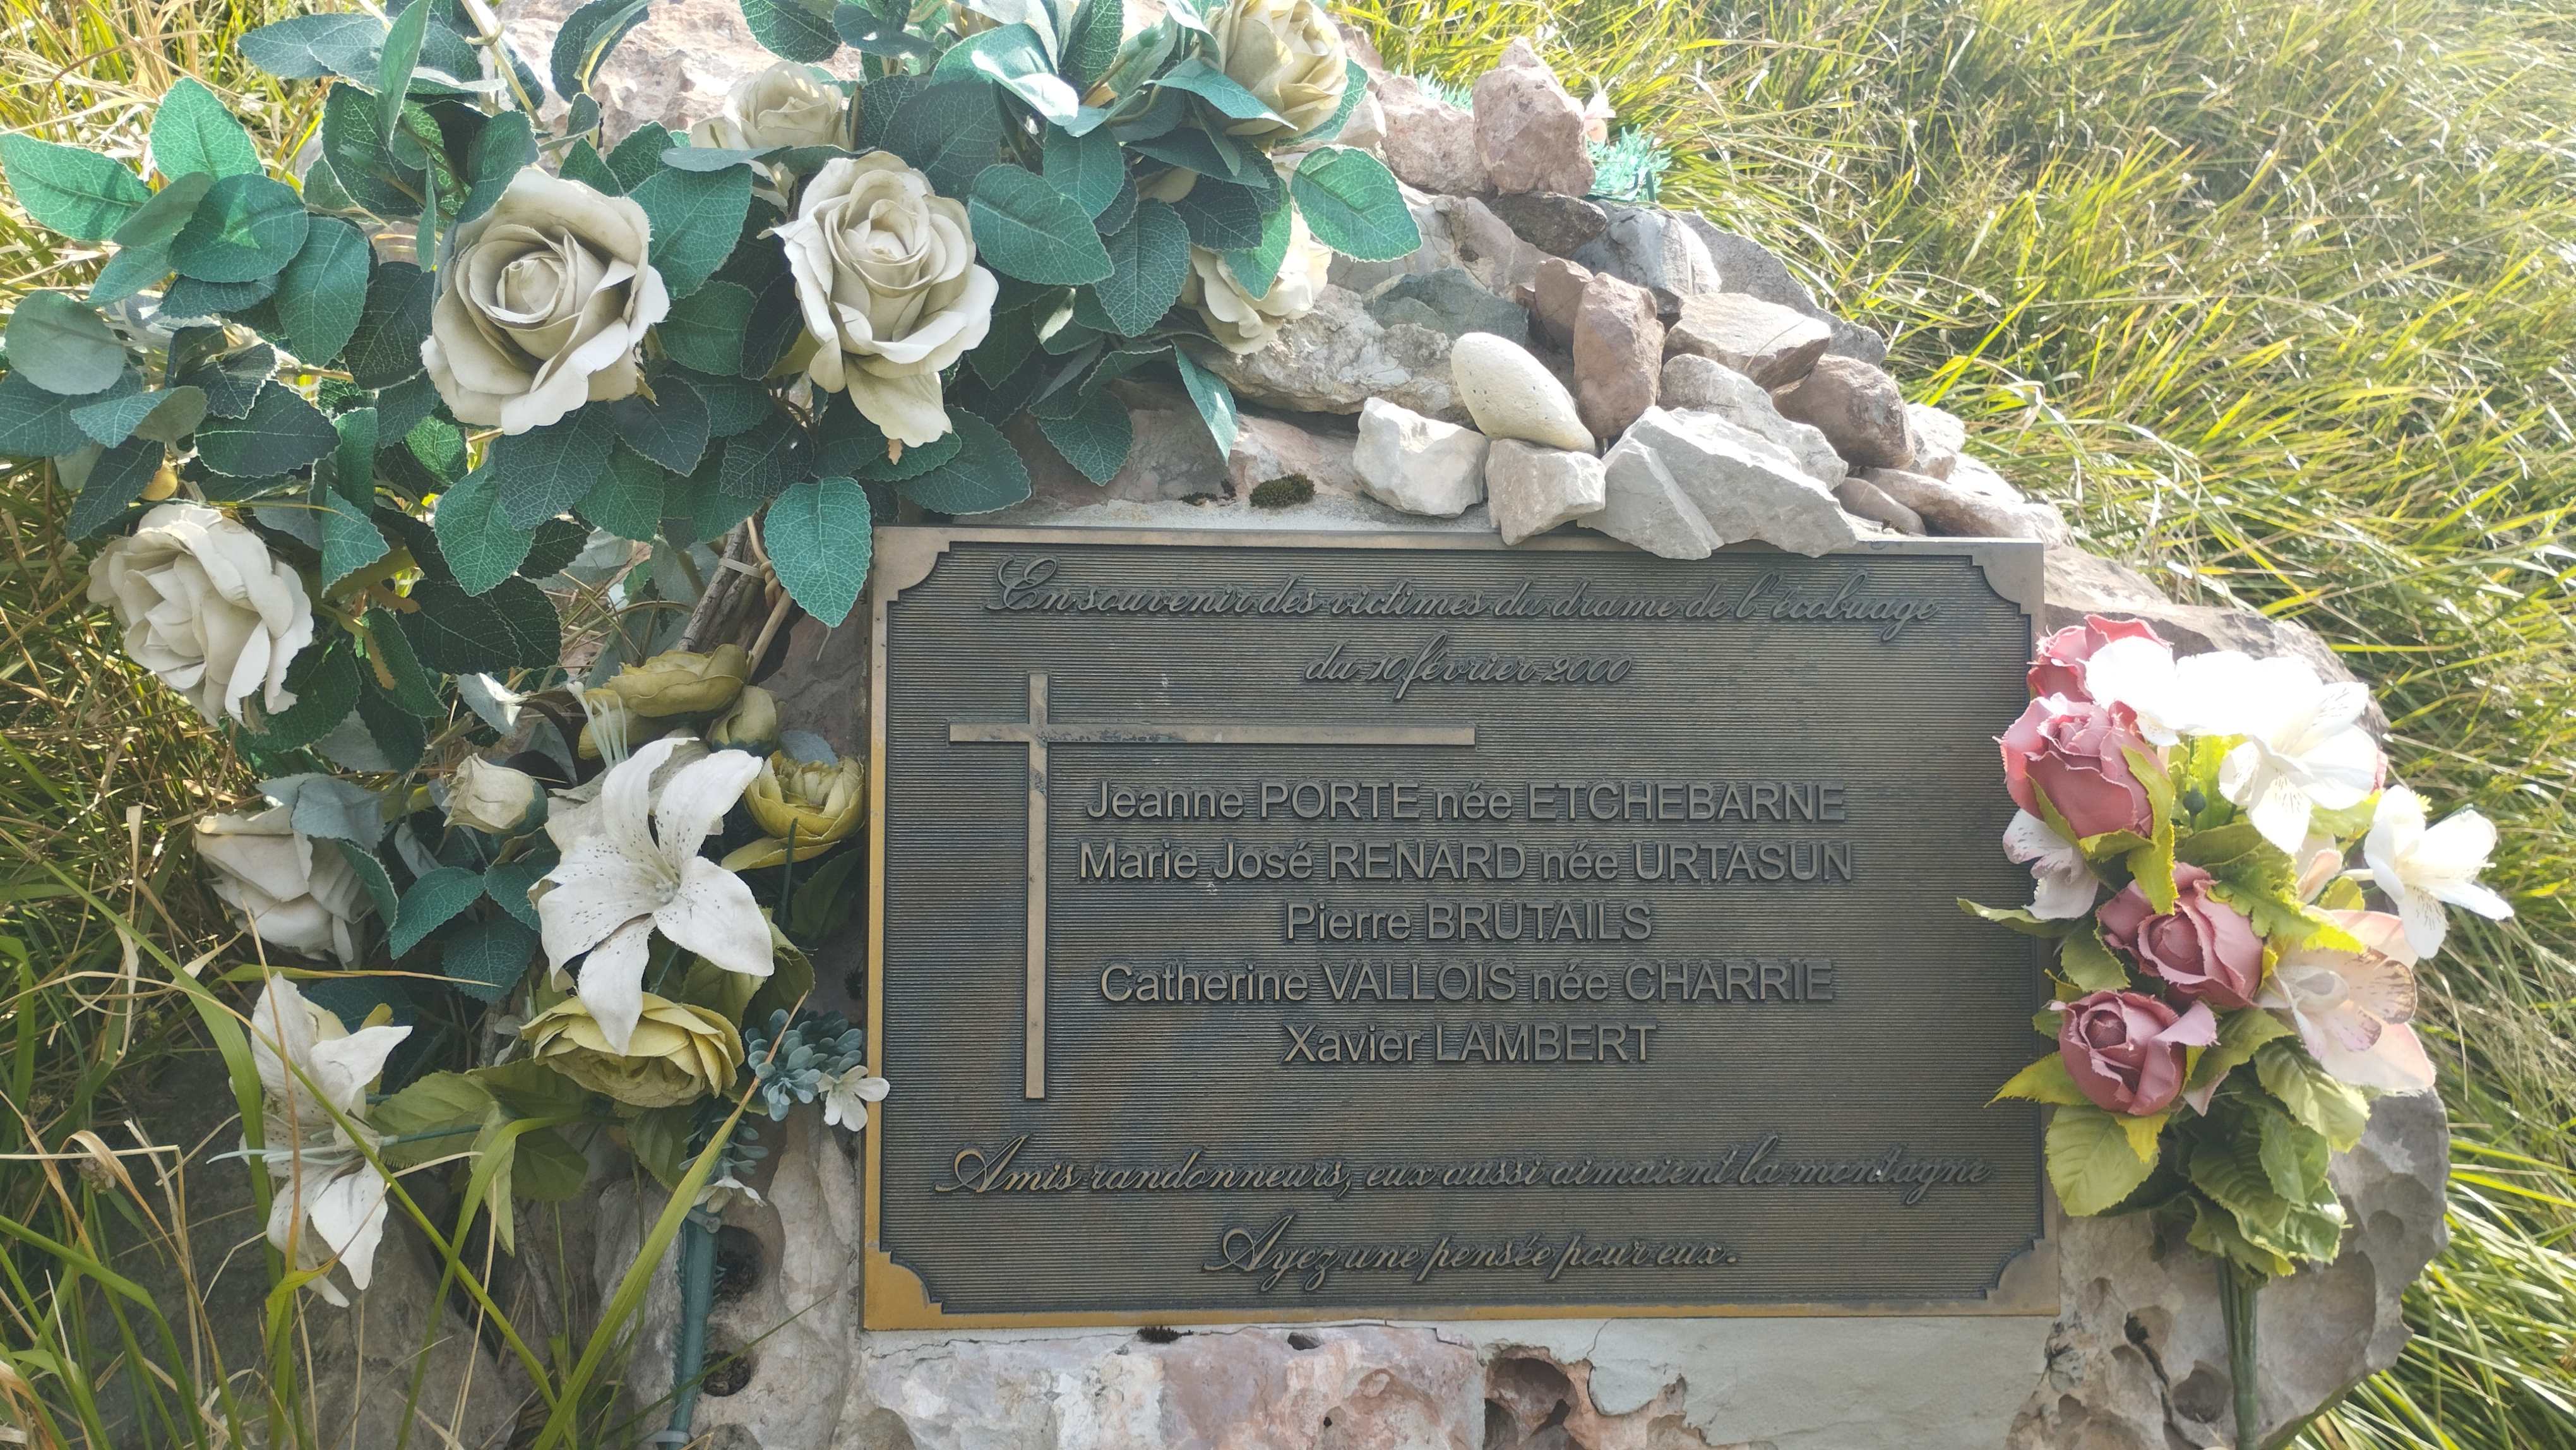 En souvenir des victimes du drame de l'écobuage
du 10 février 2000
Jeanne PORTE née ETCHEBARNE
Marie José RENARD née URTASUN
Pierre BRUTAILS
Catherine VALLOIS née CHARRIE
Xavier LAMBERT
Amis randonneurs, eux aussi aimaient la montagne
Ayez une pensée pour eux.